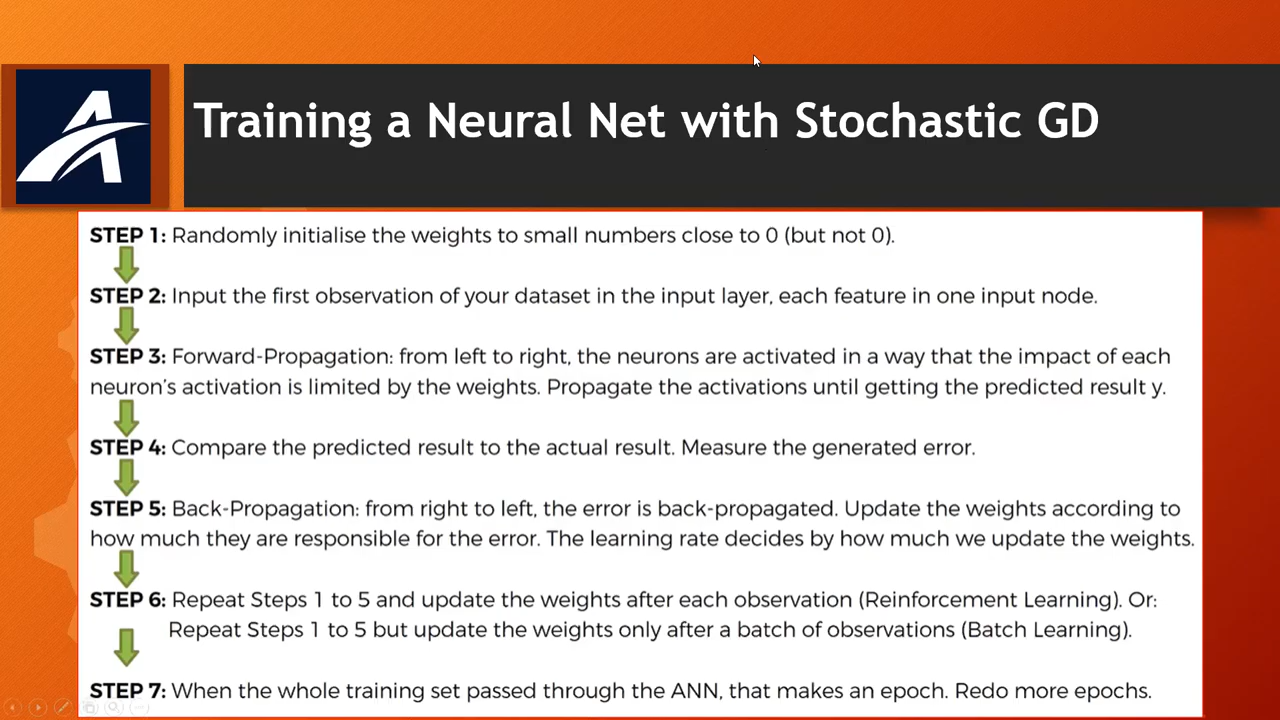 Training a Neural Net with Stochastic GD
STEP 1: Randomly initialise the weights to small numbers close to 0 (but not 0).
STEP 2: Input the first observation of your dataset in the input layer, each feature in one input node.
STEP 3: Forward-Propagation: from left to right, the neurons are activated in a way that the impact of each
neuron's activation is limited by the weights. Propagate the activations until getting the predicted result y.
STEP 4: Compare the predicted result to the actual result. Measure the generated error.
STEP 5: Back-Propagation: from right to left, the error is back-propagated. Update the weights according to
how much they are responsible for the error. The learning rate decides by how much we update the weights.
STEP 6: Repeat Steps 1 to 5 and update the weights after each observation (Reinforcement Learning). Or:
Repeat Steps 1 to 5 but update the weights only after a batch of observations (Batch Learning).
STEP 7: When the whole training set passed through the ANN, that makes an epoch. Redo more epochs.